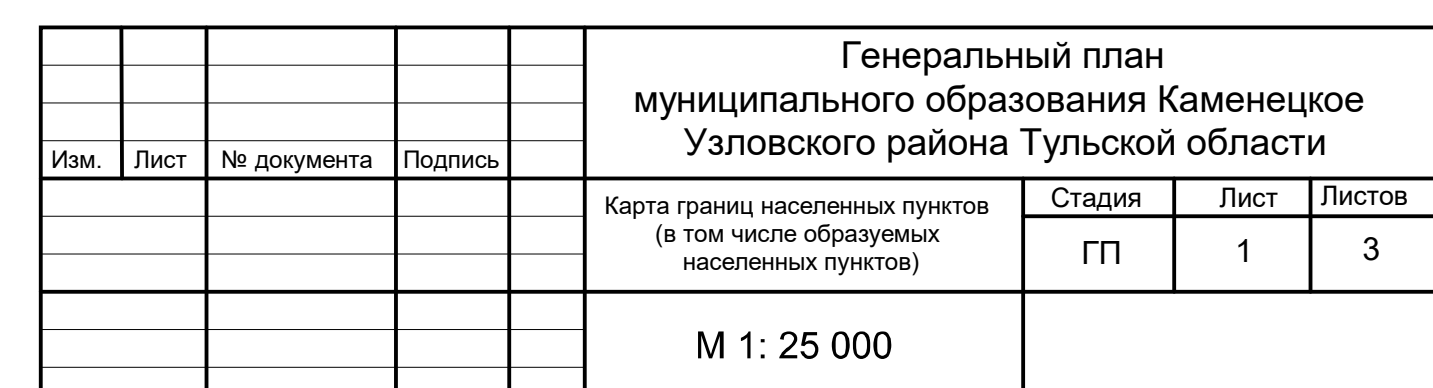 Генеральный план
муниципального образования Каменецкое
Узловского района Тульской области
Изм. Лист № документа Подпись
Карта границ населенных пунктов
(в том числе образуемых
населенных пунктов)
Стадия Лист Листов
ГП 1 3
М 1: 25 000